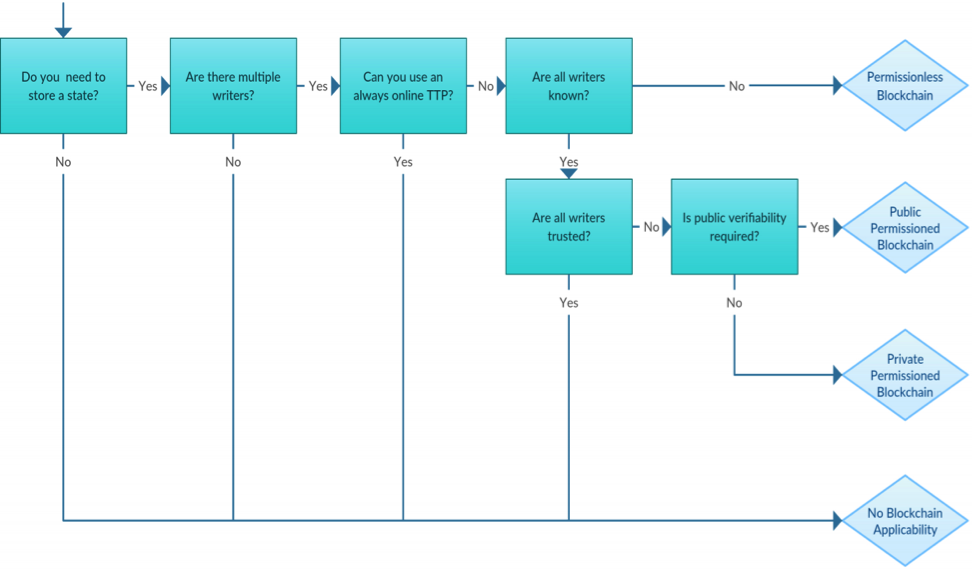 Do you need to
store a state?
Yes
Are there multiple
writers?
Yes
Can you use an
always online TTP?
No
Are all writers
known?
No
Permissionless
Blockchain
No
No
Yes
Yes
Are all writers
trusted?
No
Is public verifiability
required?
Yes
Public
Permissioned
Blockchain
Yes
No
Private
Permissioned
Blockchain
No Blockchain
Applicability